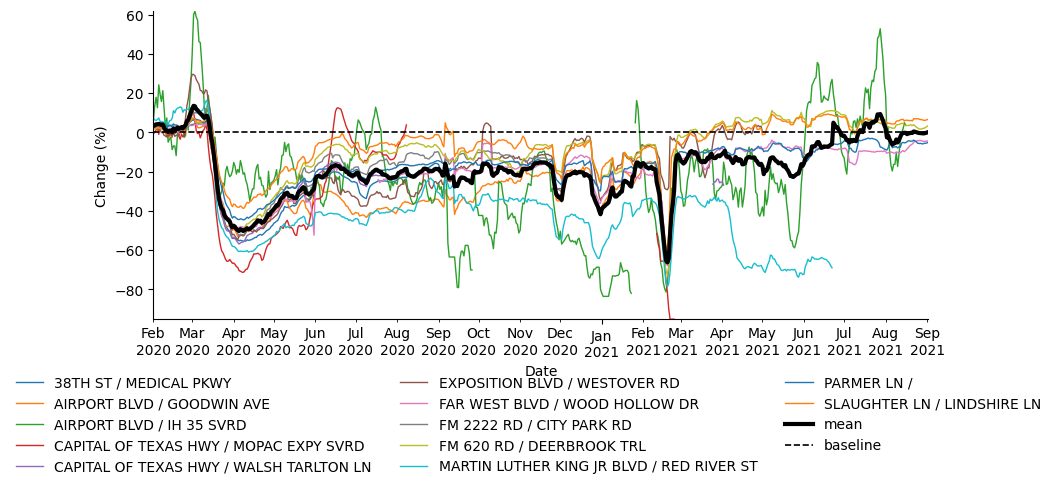 60
40
20
0
−20
−40
−60
−80
Change (%)
Feb Mar Apr May Jun Jul Aug Sep Oct Nov Dec Jan Feb Mar Apr May Jun Jul Aug Sep
2020 2020 2020 2020 2020 2020 2020 2020 2020 2020 2020 2021 2021 2021 2021 2021 2021 2021 2021 2021
Date
38TH ST / MEDICAL PKWY
AIRPORT BLVD / GOODWIN AVE
AIRPORT BLVD / IH 35 SVRD
CAPITAL OF TEXAS HWY / MOPAC EXPY SVRD
CAPITAL OF TEXAS HWY / WALSH TARLTON LN
EXPOSITION BLVD / WESTOVER RD
FAR WEST BLVD / WOOD HOLLOW DR
FM 2222 RD / CITY PARK RD
FM 620 RD / DEERBROOK TRL
MARTIN LUTHER KING JR BLVD / RED RIVER ST
PARMER LN /
SLAUGHTER LN / LINDSHIRE LN
mean
baseline